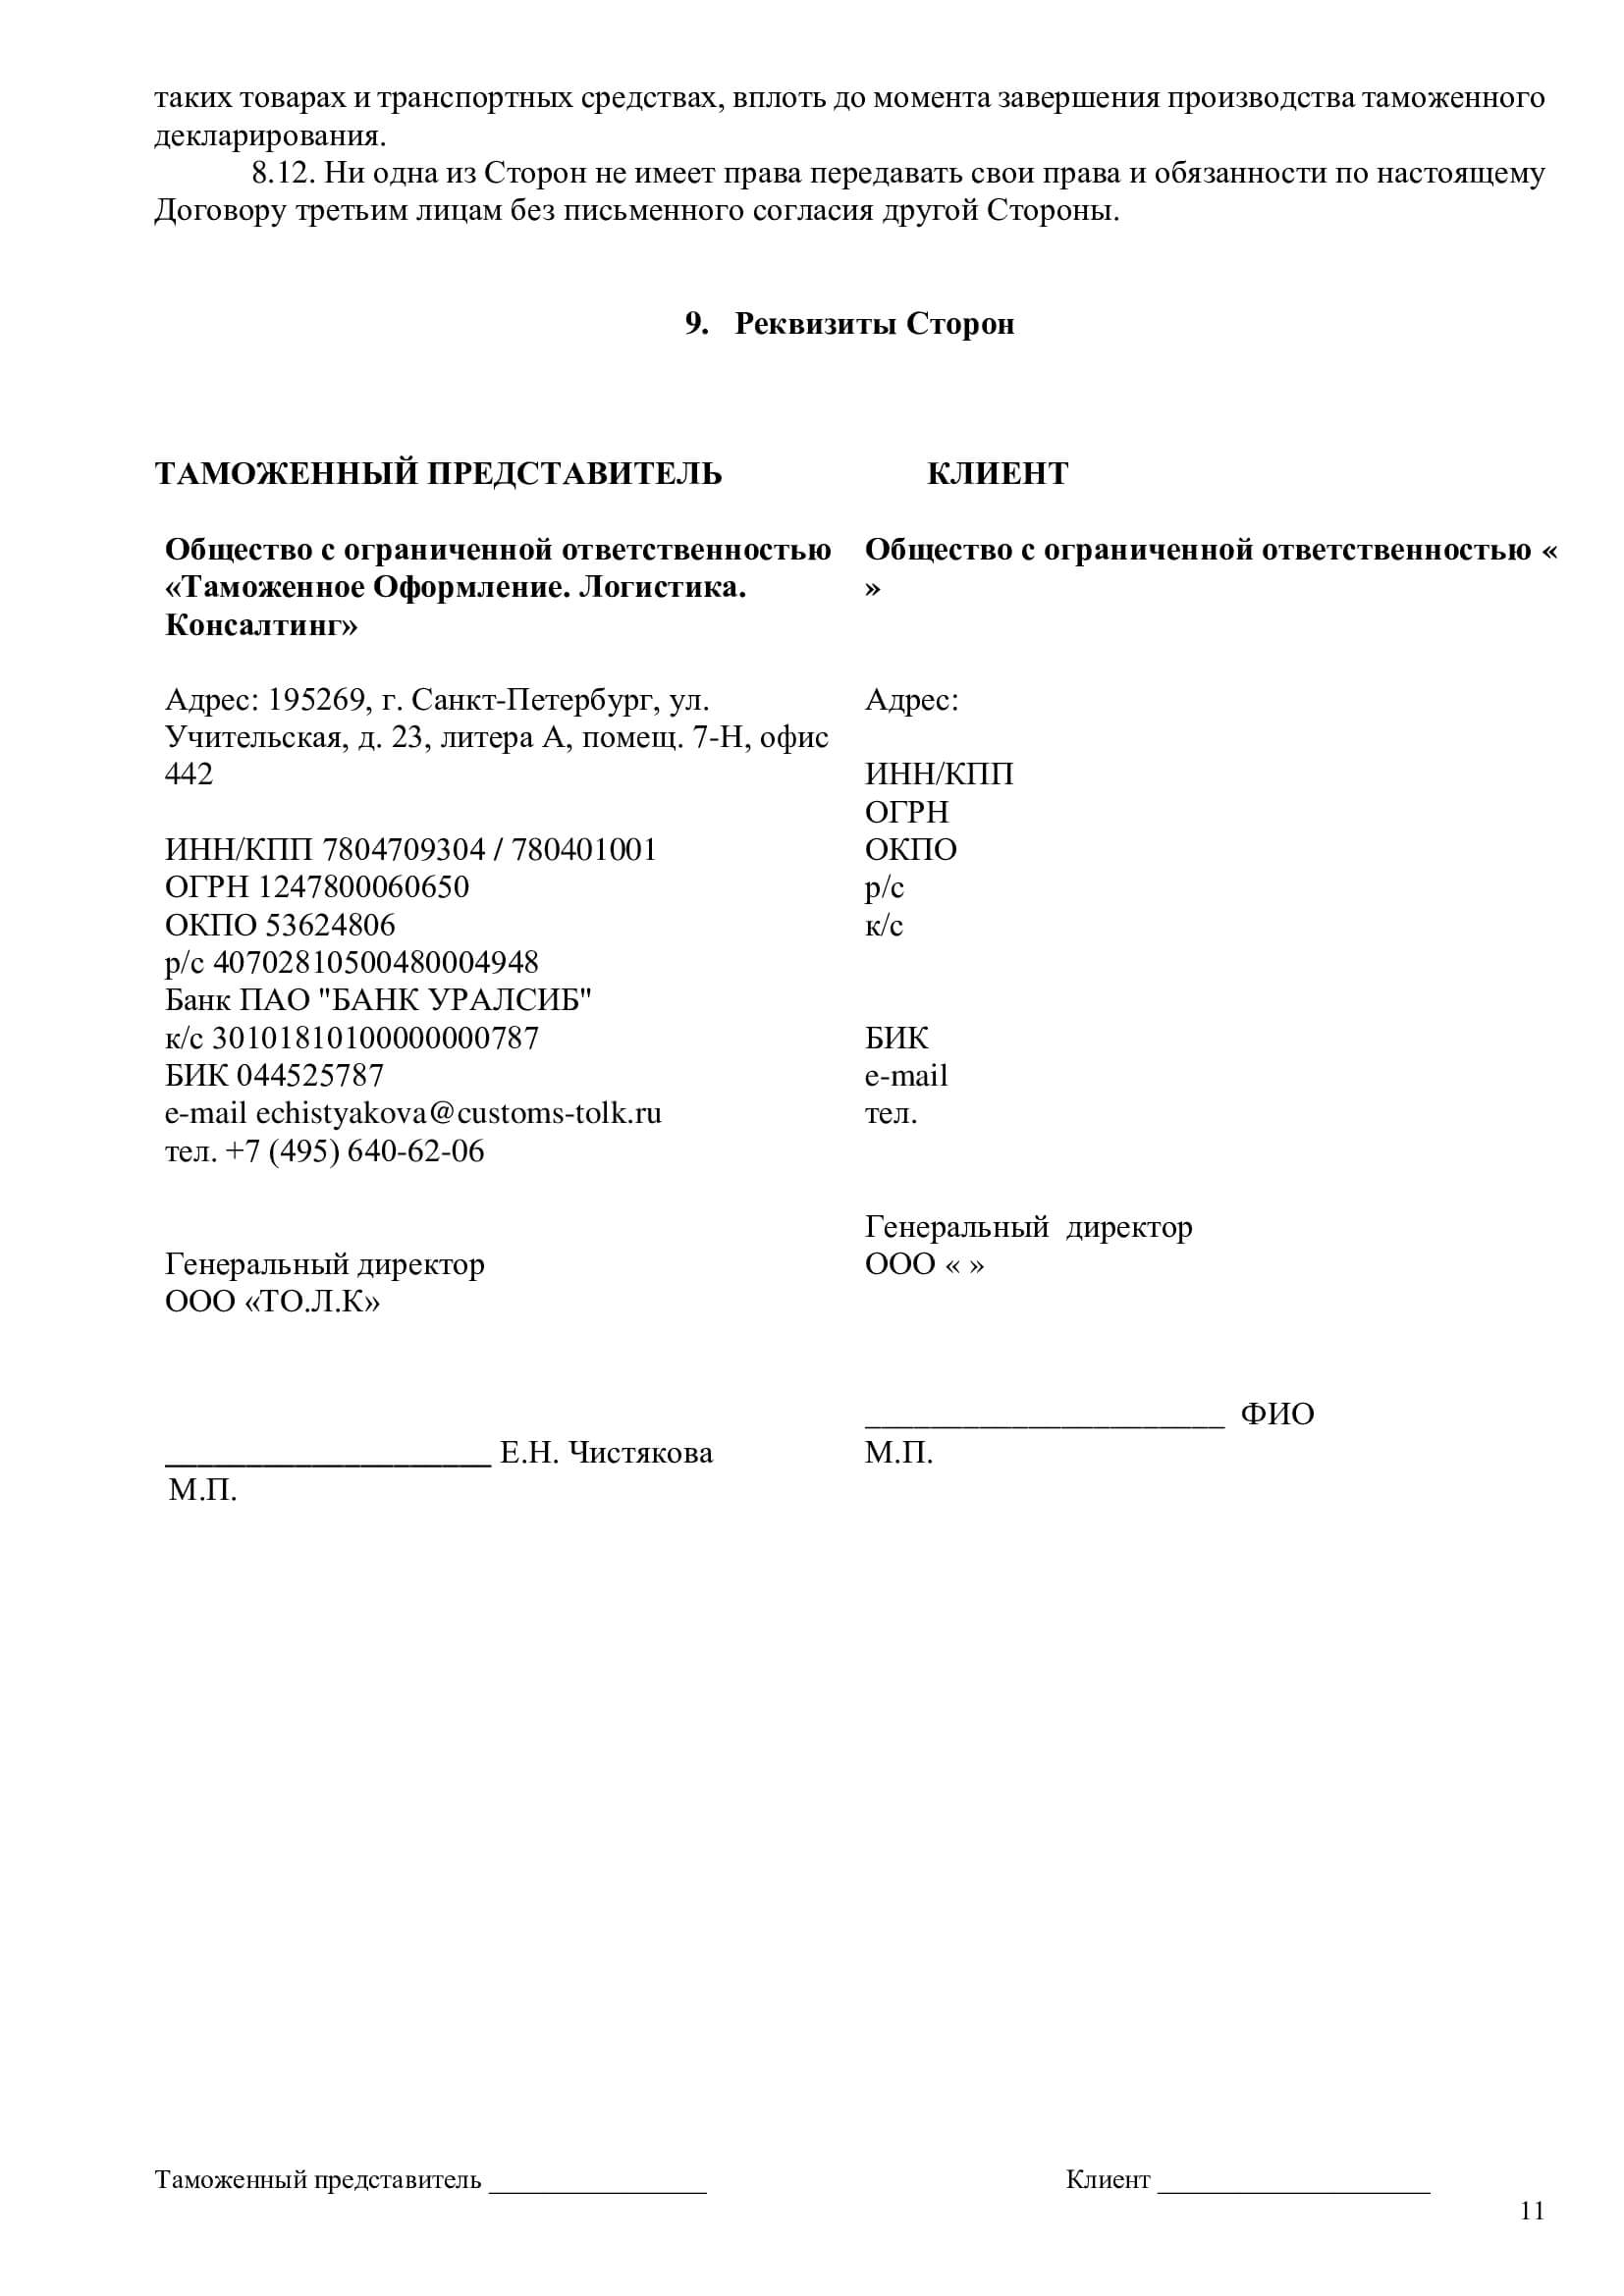 таких товарах и транспортных средствах, вплоть до момента завершения производства таможенного
декларирования.
8.12. Ни одна из Сторон не имеет права передавать свои права и обязанности по настоящему
Договору третьим лицам без письменного согласия другой Стороны.
9. Реквизиты Сторон
ТАМОЖЕННЫЙ ПРЕДСТАВИТЕЛЬ
Общество с ограниченной ответственностью
«Таможенное Оформление. Логистика.
Консалтинг»
Адрес: 195269, г. Санкт-Петербург, ул.
Учительская, д. 23, литера А, помещ. 7-Н, офис
442
ИНН/КПП 7804709304 / 780401001
ОГРН 1247800060650
ОКПО 53624806
р/с 40702810500480004948
Банк ПАО "БАНК УРАЛСИБ"
к/с 30101810100000000787
БИК 044525787
e-mail echistyakova@customs-tolk.ru
тел. +7 (495) 640-62-06
Генеральный директор
ООО «ТО.Л.К»
____________________ Е.Н. Чистякова
М.П.
КЛИЕНТ
Общество с ограниченной ответственностью «
»
Адрес:
ИНН/КПП
ОГРН
ОКПО
р/с
к/с
БИК
e-mail
тел.
Генеральный директор
ООО « »
______________________ ФИО
М.П.
Таможенный представитель ________________
Клиент ____________________
11